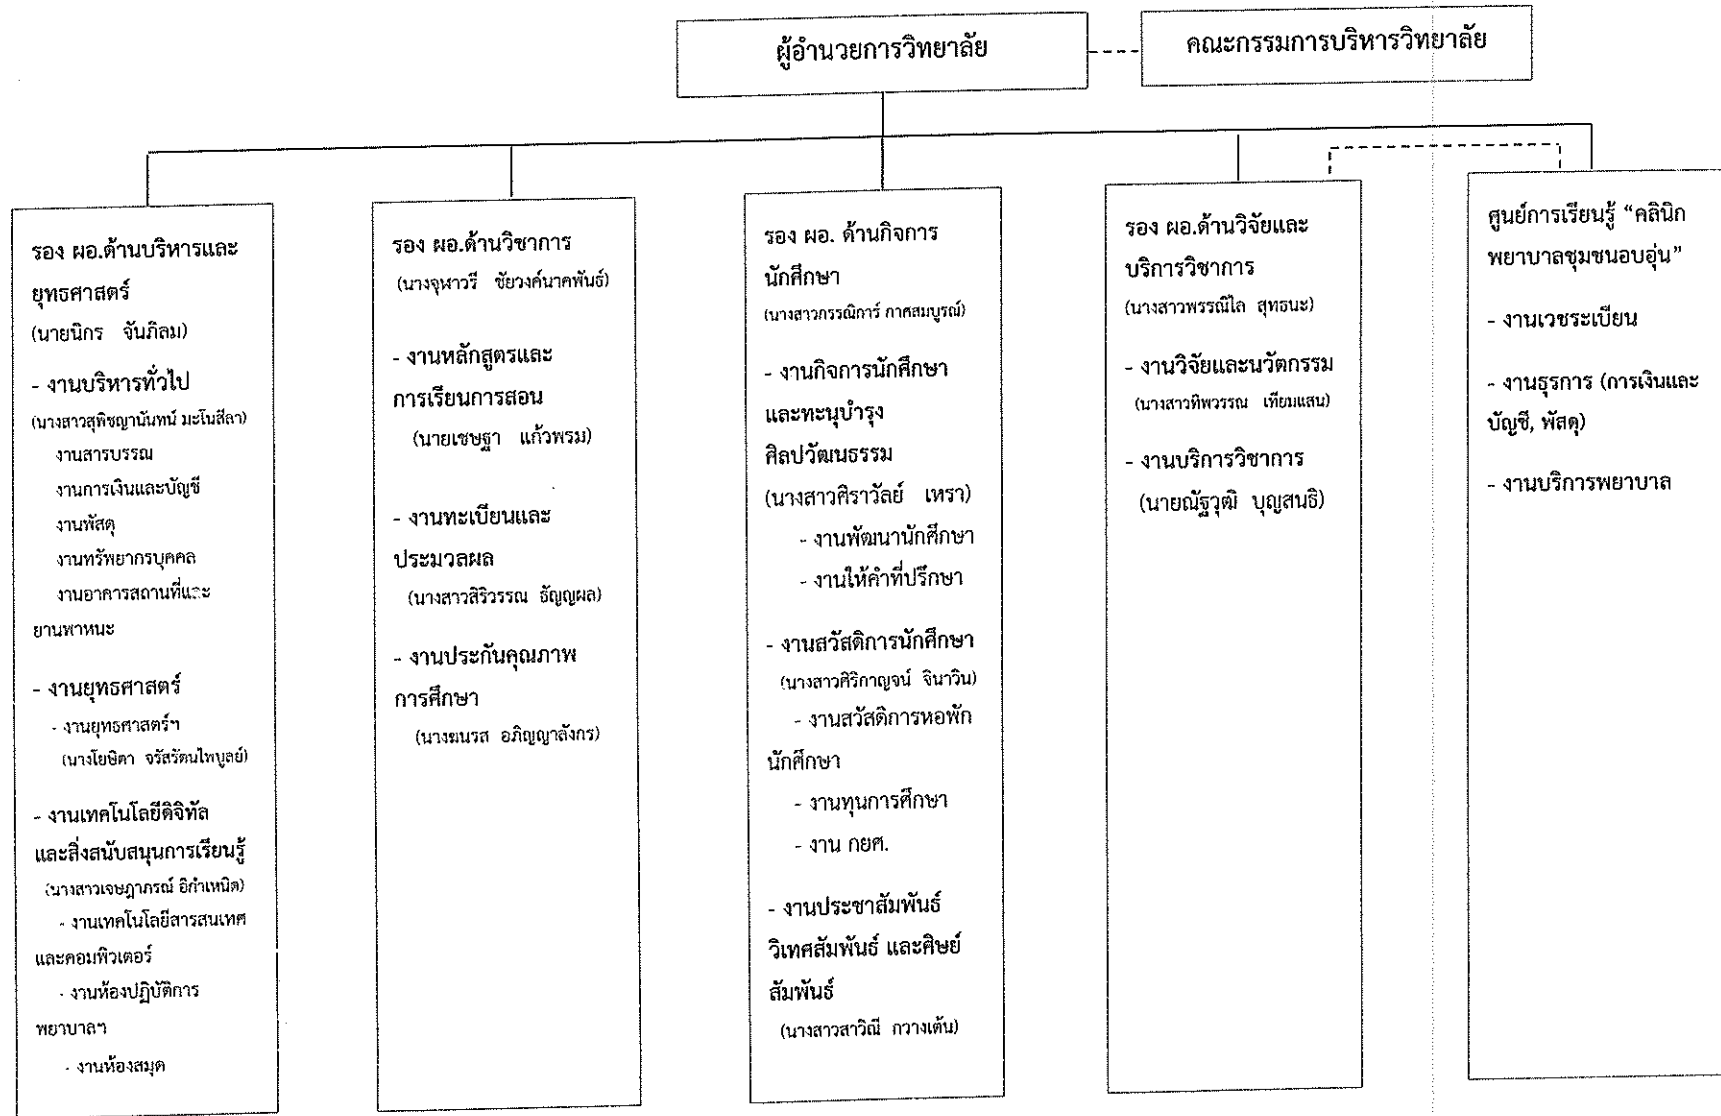 ผู้อำนวยการวิทยาลัย
คณะกรรมการบริหารวิทยาลัย
รอง ผอ.ด้านบริหารและ
ยุทธศาสตร์
(นายนิกร จันภิลม)
- งานบริหารทั่วไป
(นางสาวสุพิชญานันทน์ มะโนสีลา)
งานสารบรรณ
งานการเงินและบัญชี
งานพัสดุ
งานทรัพยากรบุคคล
งานอาคารสถานที่และ
ยานพาหนะ
- งานยุทธศาสตร์
- งานยุทธศาสตร์ฯ
(นางโยษิตา จรัสรัตนไพบูลย์)
- งานเทคโนโลยีดิจิทัล
และสิ่งสนับสนุนการเรียนรู้
(นางสาวเจษฎาภรณ์ อิกำเหนิด)
- งานเทคโนโลยีสารสนเทศ
และคอมพิวเตอร์
- งานห้องปฏิบัติการ
พยาบาลฯ
- งานห้องสมุด
รอง ผอ.ด้านวิชาการ
(นางจุฬาวรี ชัยวงค์นาคพันธ์)
- งานหลักสูตรและ
การเรียนการสอน
(นายเชษฐา แก้วพรม)
- งานทะเบียนและ
ประมวลผล
(นางสาวสิริวรรณ ธัญญผล)
- งานประกันคุณภาพ
การศึกษา
(นางฆนรส อภิญญาลังกร)
รอง ผอ. ด้านกิจการ
นักศึกษา
(นางสาวกรรณิการ์ กาศสมบูรณ์)
- งานกิจการนักศึกษา
และทะนุบำรุง
ศิลปวัฒนธรรม
(นางสาวศิราวัลย์ เหรา)
- งานพัฒนานักศึกษา
- งานให้คำที่ปรึกษา
- งานสวัสดิการนักศึกษา
(นางสาวศิริกาญจน์ จินาวิน)
- งานสวัสดิการหอพัก
นักศึกษา
- งานทุนการศึกษา
- งาน กยศ.
- งานประชาสัมพันธ์
วิเทศสัมพันธ์ และศิษย์
สัมพันธ์
(นางสาวสาวิณี กวางเต้น)
รอง ผอ.ด้านวิจัยและ
บริการวิชาการ
(นางสาวพรรณไล สุทธนะ)
- งานวิจัยและนวัตกรรม
(นางสาวทิพวรรณ เทียมแสน)
- งานบริการวิชาการ
(นายณัฐวุฒิ บุญสนธิ)
ศูนย์การเรียนรู้ “คลินิก
พยาบาลชุมชนอบอุ่น”
- งานเวชระเบียน
- งานธุรการ (การเงินและ
บัญชี, พัสดุ)
- งานบริการพยาบาล